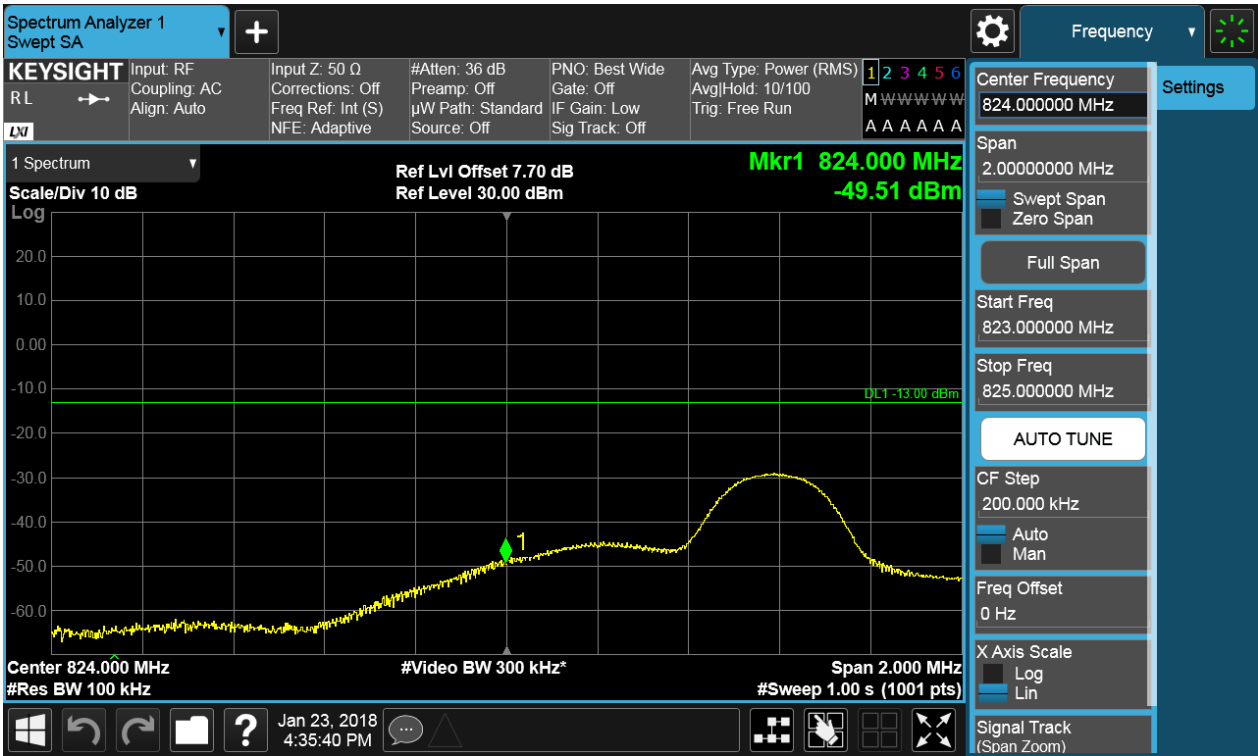 Spectrum Analyzer 1
Swept SA
+
Frequency
KEYSIGHT
R L
LXI
Input: RF
Coupling: AC
Align: Auto
Input Z: 50 Ω
Corrections: Off
Freq Ref: Int (S)
NFE: Adaptive
#Atten: 36 dB
Preamp: Off
µW Path: Standard
Source: Off
PNO: Best Wide
Gate: Off
IF Gain: Low
Sig Track: Off
Avg Type: Power (RMS)
Avg|Hold: 10/100
Trig: Free Run
1 2 3 4 5 6
M W W W W W
A A A A A A
1 Spectrum
Scale/Div 10 dB
Log
Ref Lvl Offset 7.70 dB
Ref Level 30.00 dBm
Mkr1 824.000 MHz
-49.51 dBm
20.0
10.0
0.00
-10.0
-20.0
-30.0
-40.0
-50.0
-60.0
DL1 -13.00 dBm
1
Center 824.000 MHz
#Res BW 100 kHz
#Video BW 300 kHz*
Span 2.000 MHz
#Sweep 1.00 s (1001 pts)
Center Frequency
824.000000 MHz
Span
2.00000000 MHz
Swept Span
Zero Span
Full Span
Start Freq
823.000000 MHz
Stop Freq
825.000000 MHz
AUTO TUNE
CF Step
200.000 kHz
Auto
Man
Freq Offset
0 Hz
X Axis Scale
Log
Lin
Signal Track
(Span Zoom)
Settings
?
Jan 23, 2018
4:35:40 PM